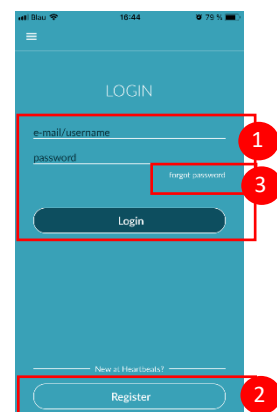 Blau 16:44 79 %
LOGIN
e-mail/username
1
password
forgot password
3
Login
New at Heartbeats?
Register
2